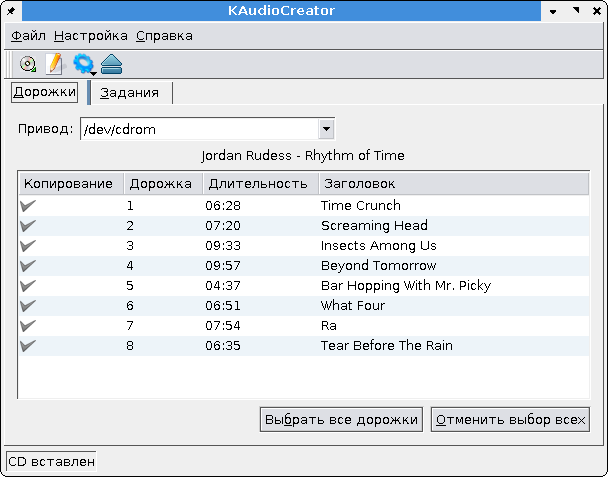 KAudioCreator
Файл Настройка Справка
Дорожки Задания
Привод: /dev/cdrom
Jordan Rudess - Rhythm of Time
Копирование Дорожка Длительность Заголовок
1 06:28 Time Crunch
2 07:20 Screaming Head
3 09:33 Insects Among Us
4 09:57 Beyond Tomorrow
5 04:37 Bar Hopping With Mr. Picky
6 06:51 What Four
7 07:54 Ra
8 06:35 Tear Before The Rain
Выбрать все дорожки Отменить выбор всех
CD вставлен